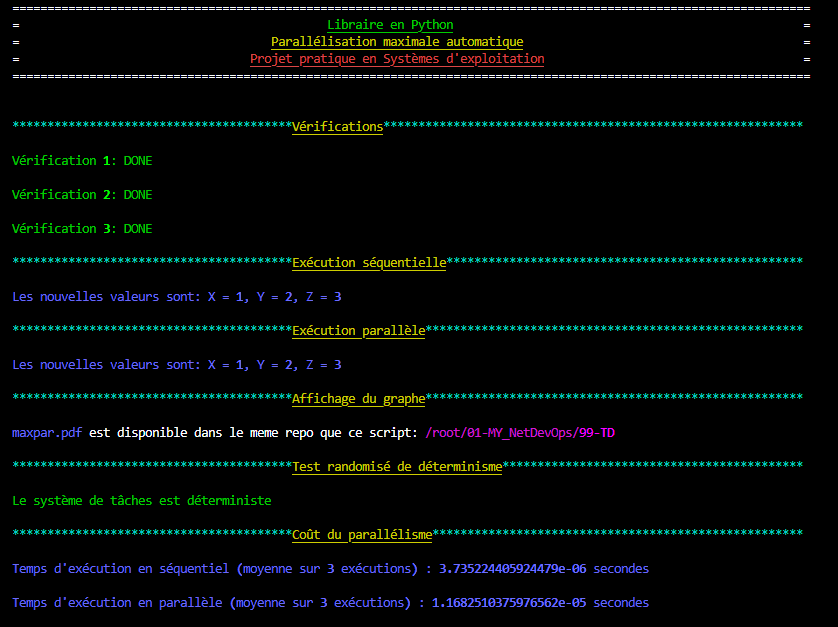 ==================================================================================================================
= Libraire en Python =
= Parallélisation maximale automatique =
= Projet pratique en Systèmes d'exploitation =
==================================================================================================================
****************************************Vérifications************************************************************
Vérification 1: DONE
Vérification 2: DONE
Vérification 3: DONE
****************************************Exécution séquentielle***************************************************
Les nouvelles valeurs sont: X = 1, Y = 2, Z = 3
****************************************Exécution parallèle******************************************************
Les nouvelles valeurs sont: X = 1, Y = 2, Z = 3
****************************************Affichage du graphe******************************************************
maxpar.pdf est disponible dans le meme repo que ce script: /root/01-MY_NetDevOps/99-TD
****************************************Test randomisé de déterminisme*******************************************
Le système de tâches est déterministe
****************************************Coût du parallélisme*****************************************************
Temps d'exécution en séquentiel (moyenne sur 3 exécutions) : 3.735224405924479e-06 secondes
Temps d'exécution en parallèle (moyenne sur 3 exécutions) : 1.1682510375976562e-05 secondes